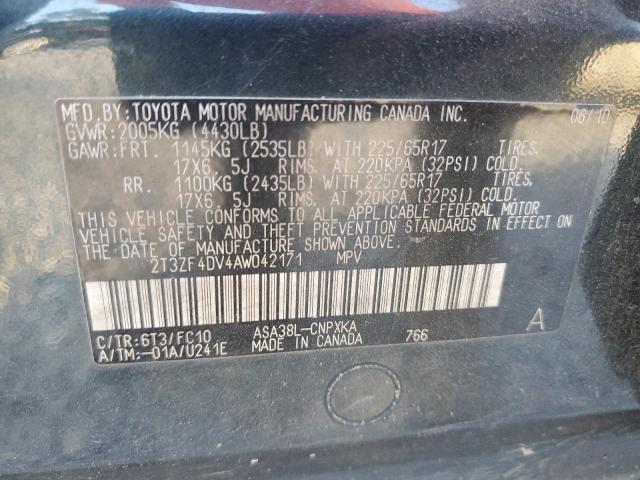 MFD.BY:TOYOTA MOTOR MANUFACTURING CANADA INC. 06/10
GVWR:2005KG (4430LB)
GAWR:FRT. 1145KG (2535LB) WITH 225/65R17 TIRES.
17X6.5J RIMS. AT 220KPA (32PSI) COLD.
RR. 1100KG (2435LB) WITH 225/65R17 TIRES.
17X6.5J RIMS. AT 220KPA (32PSI) COLD.
THIS VEHICLE CONFORMS TO ALL APPLICABLE FEDERAL MOTOR
VEHICLE SAFETY AND THEFT PREVENTION STANDARDS IN EFFECT ON
THE DATE OF MANUFACTURE SHOWN ABOVE.
2T3ZF4DV4AW042171 MPV
C/TR:6T3/FC10 ASA38L-CNPXKA 766 A
A/TM:-01A/U241E MADE IN CANADA